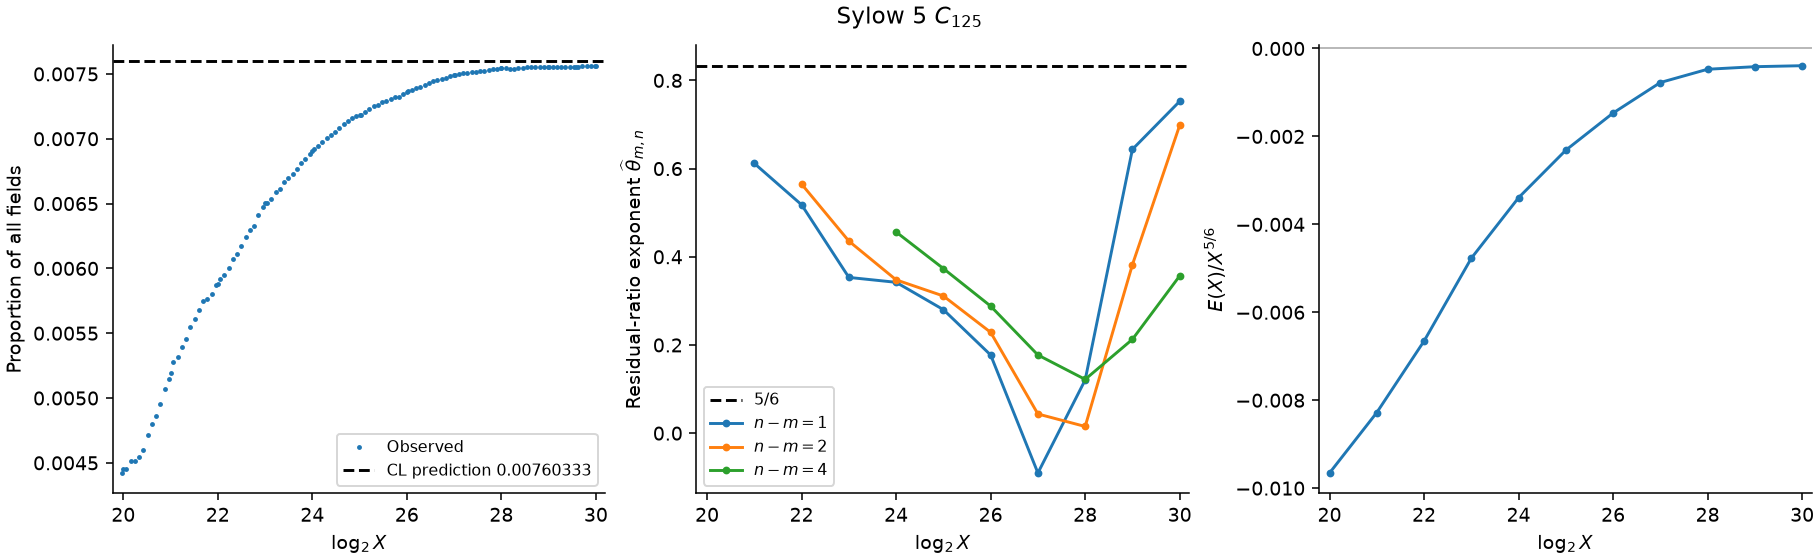 Sylow 5 C₁₂₅
Proportion of all fields
0.0075
0.0070
0.0065
0.0060
0.0055
0.0050
0.0045
Observed
CL prediction 0.00760333
20 22 24 26 28 30
log₂ X
Residual-ratio exponent θ̂ₘ,ₙ
0.8
0.6
0.4
0.2
0.0
5/6
n − m = 1
n − m = 2
n − m = 4
20 22 24 26 28 30
log₂ X
E(X)/X^{5/6}
0.000
−0.002
−0.004
−0.006
−0.008
−0.010
20 22 24 26 28 30
log₂ X